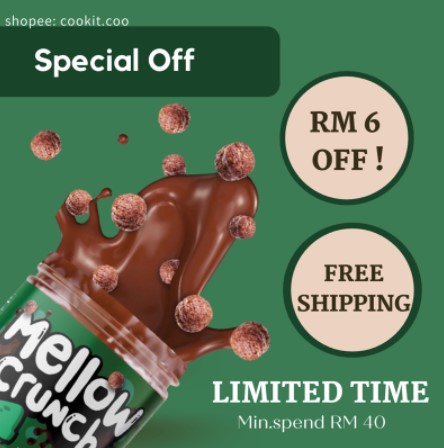 shopee: cookit.coo
Special Off
RM 6
OFF !
FREE
SHIPPING
Mellow
Crunch
LIMITED TIME
Min.spend RM 40